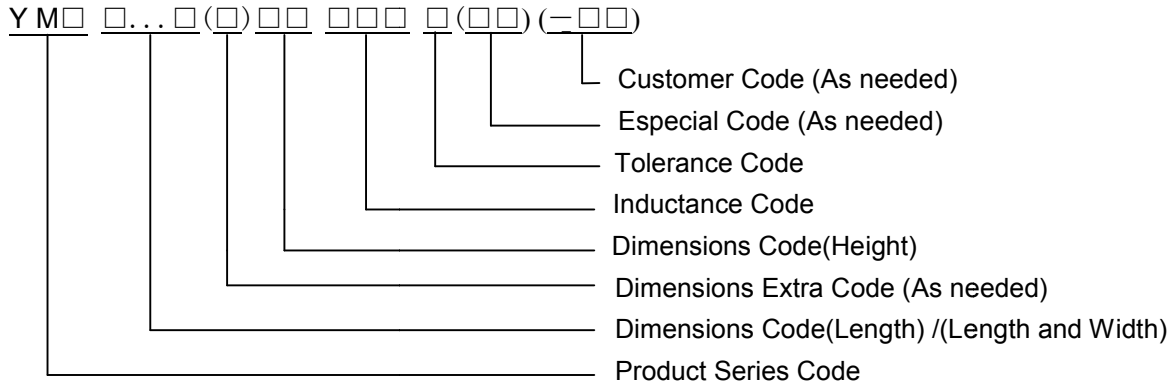 YM□ □...□(□)□□ □□□ □(□□)(－□□)
Customer Code (As needed)
Especial Code (As needed)
Tolerance Code
Inductance Code
Dimensions Code(Height)
Dimensions Extra Code (As needed)
Dimensions Code(Length) /(Length and Width)
Product Series Code